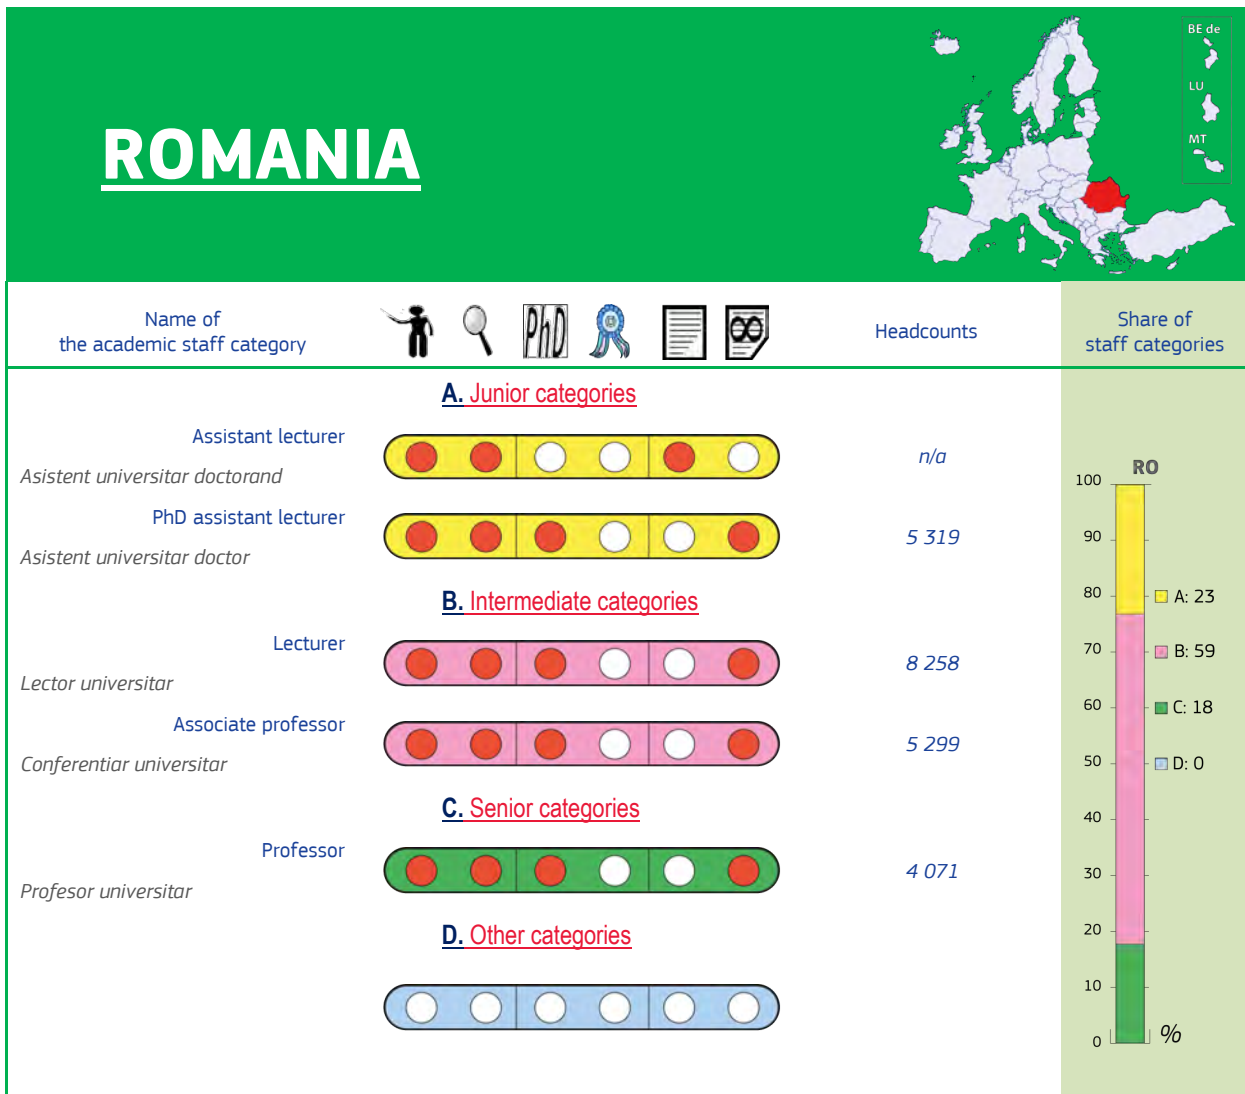 BE de
LU
MT
ROMANIA
Name of
the academic staff category
PhD
Headcounts
Share of
staff categories
A. Junior categories
Assistant lecturer
Asistent universitar doctorand
n/a
PhD assistant lecturer
Asistent universitar doctor
5 319
B. Intermediate categories
Lecturer
Lector universitar
8 258
Associate professor
Conferentiar universitar
5 299
C. Senior categories
Professor
Profesor universitar
4 071
D. Other categories
RO
100
90
80
70
60
50
40
30
20
10
0
%
A: 23
B: 59
C: 18
D: 0